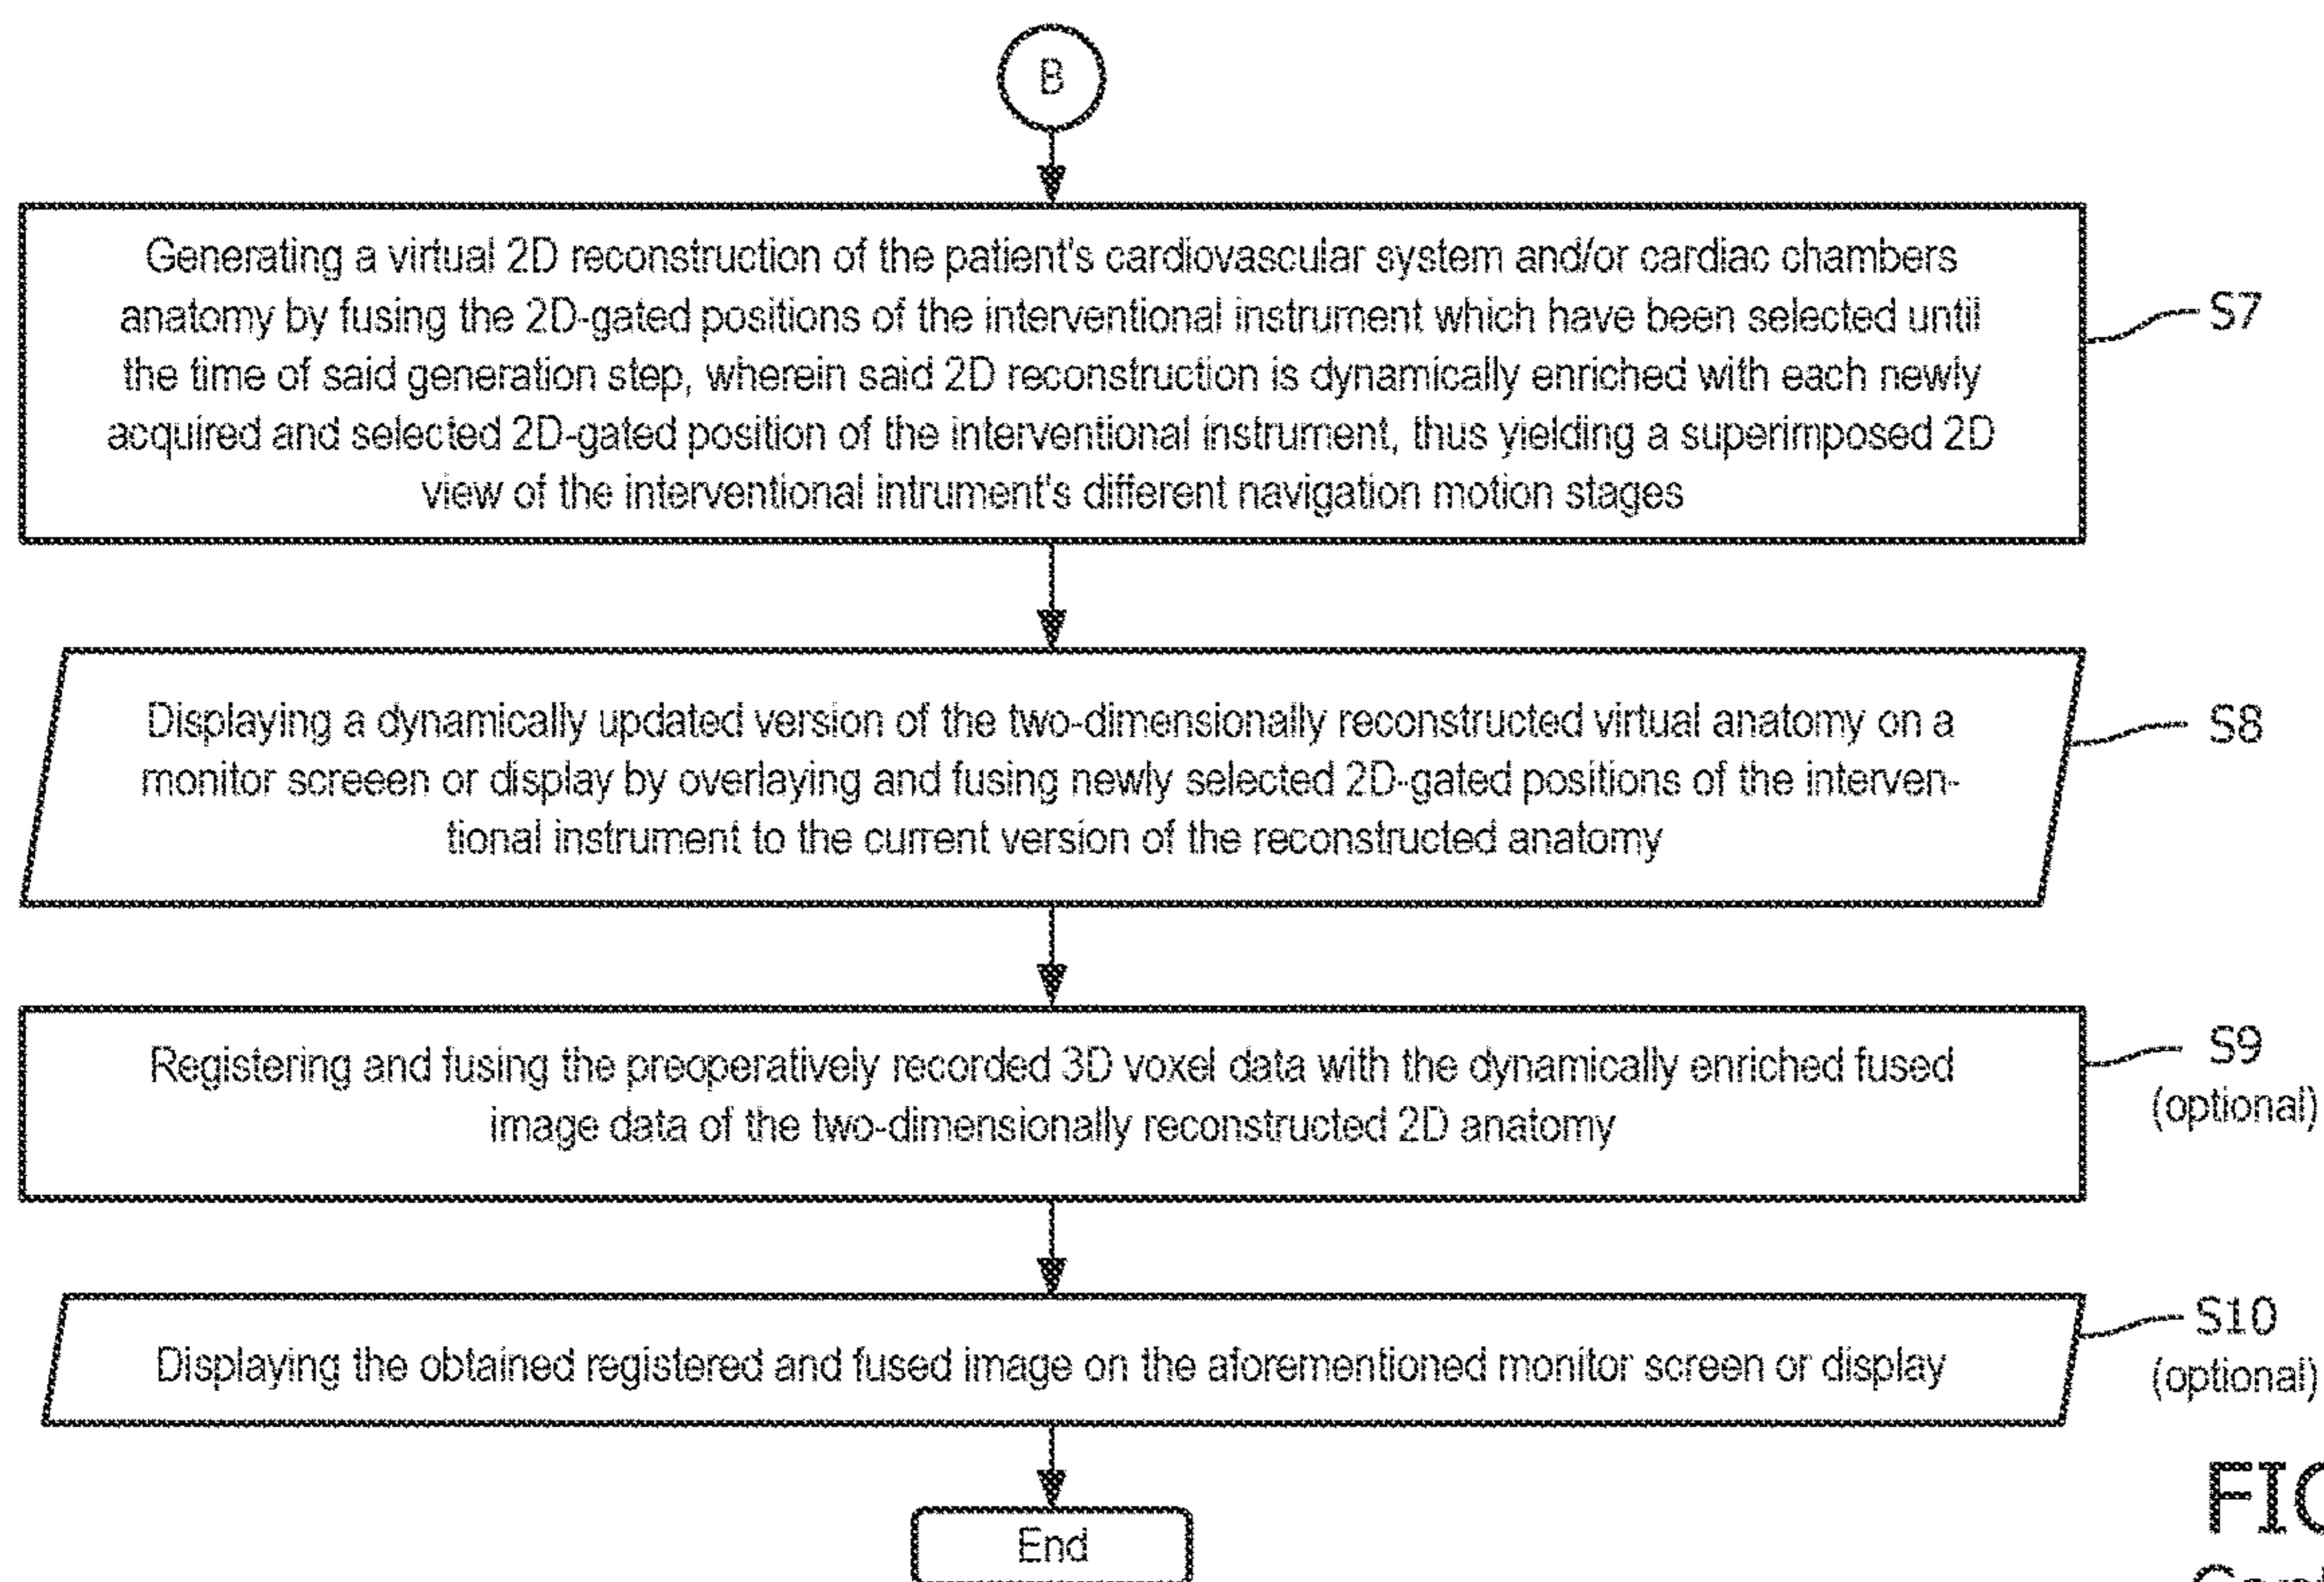 B
Generating a virtual 2D reconstruction of the patient's cardiovascular system and/or cardiac chambers
anatomy by fusing the 2D-gated positions of the interventional instrument which have been selected until
the time of said generation step, wherein said 2D reconstruction is dynamically enriched with each newly
acquired and selected 2D-gated position of the interventional instrument, thus yielding a superimposed 2D
view of the interventional intrument's different navigation motion stages
S7
Displaying a dynamically updated version of the two-dimensionally reconstructed virtual anatomy on a
monitor screeen or display by overlaying and fusing newly selected 2D-gated positions of the interven-
tional instrument to the current version of the reconstructed anatomy
S8
Registering and fusing the preoperatively recorded 3D voxel data with the dynamically enriched fused
image data of the two-dimensionally reconstructed 2D anatomy
S9
(optional)
Displaying the obtained registered and fused image on the aforementioned monitor screen or display
S10
(optional)
End